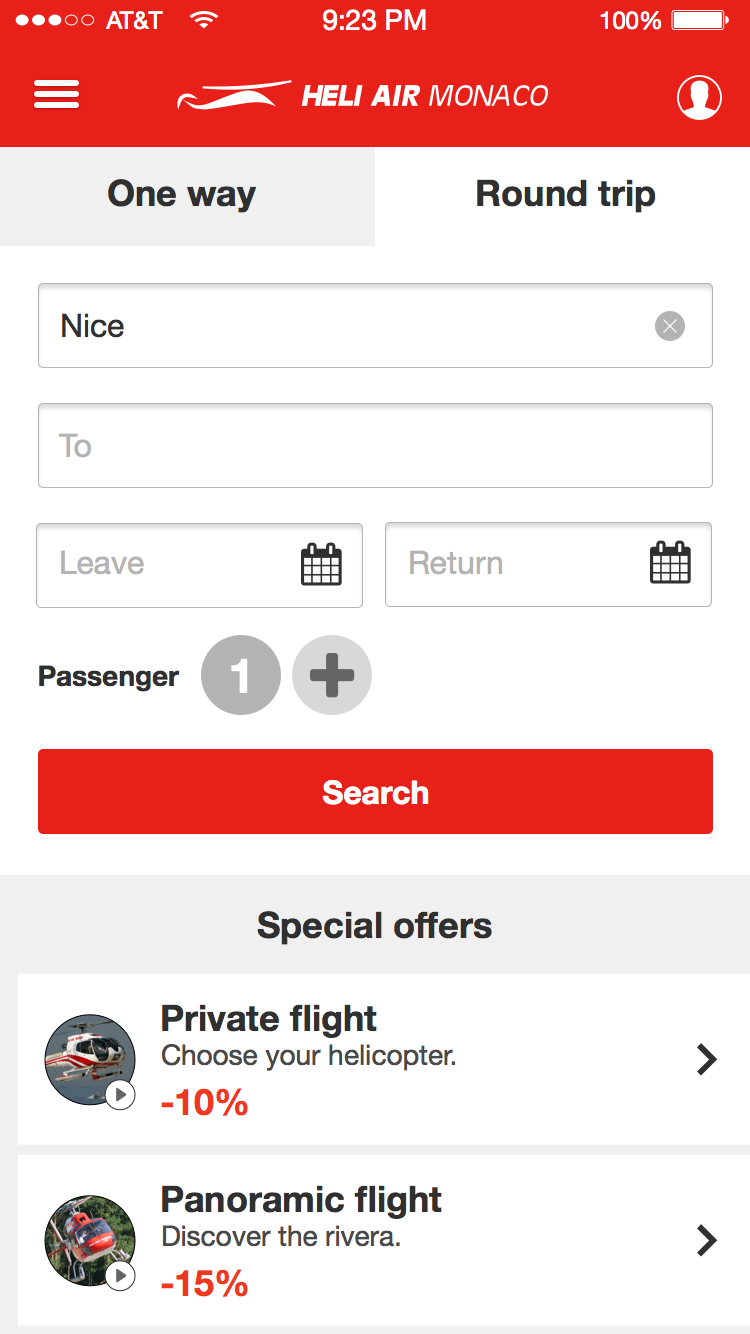 AT&T 9:23 PM 100%
HELI AIR MONACO
One way Round trip
Nice
To
Leave Return
Passenger 1
Search
Special offers
Private flight
Choose your helicopter.
-10%
Panoramic flight
Discover the rivera.
-15%